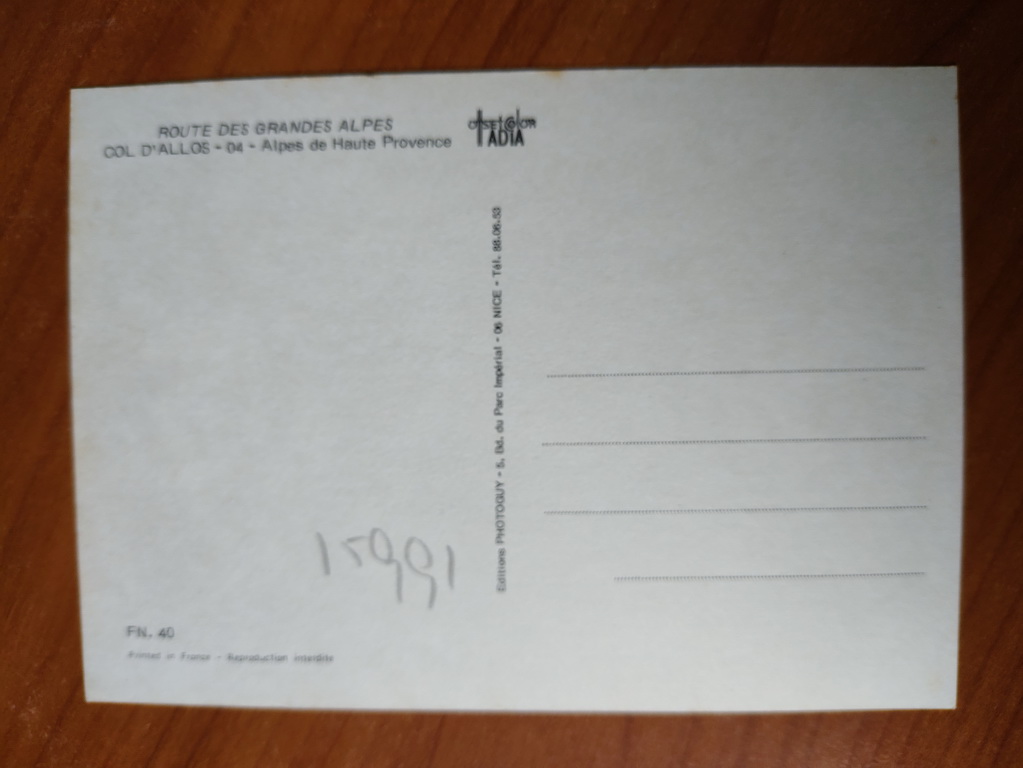 ROUTE DES GRANDES ALPES
COL D'ALLOS - 04 - Alpes de Haute Provence
OFFSET COLOR
TADIA
Editions PHOTOGUY - 5, Bd. du Parc Impérial - 06 NICE - Tél. 88.06.53
15991
FN. 40
Printed in France - Reproduction interdite